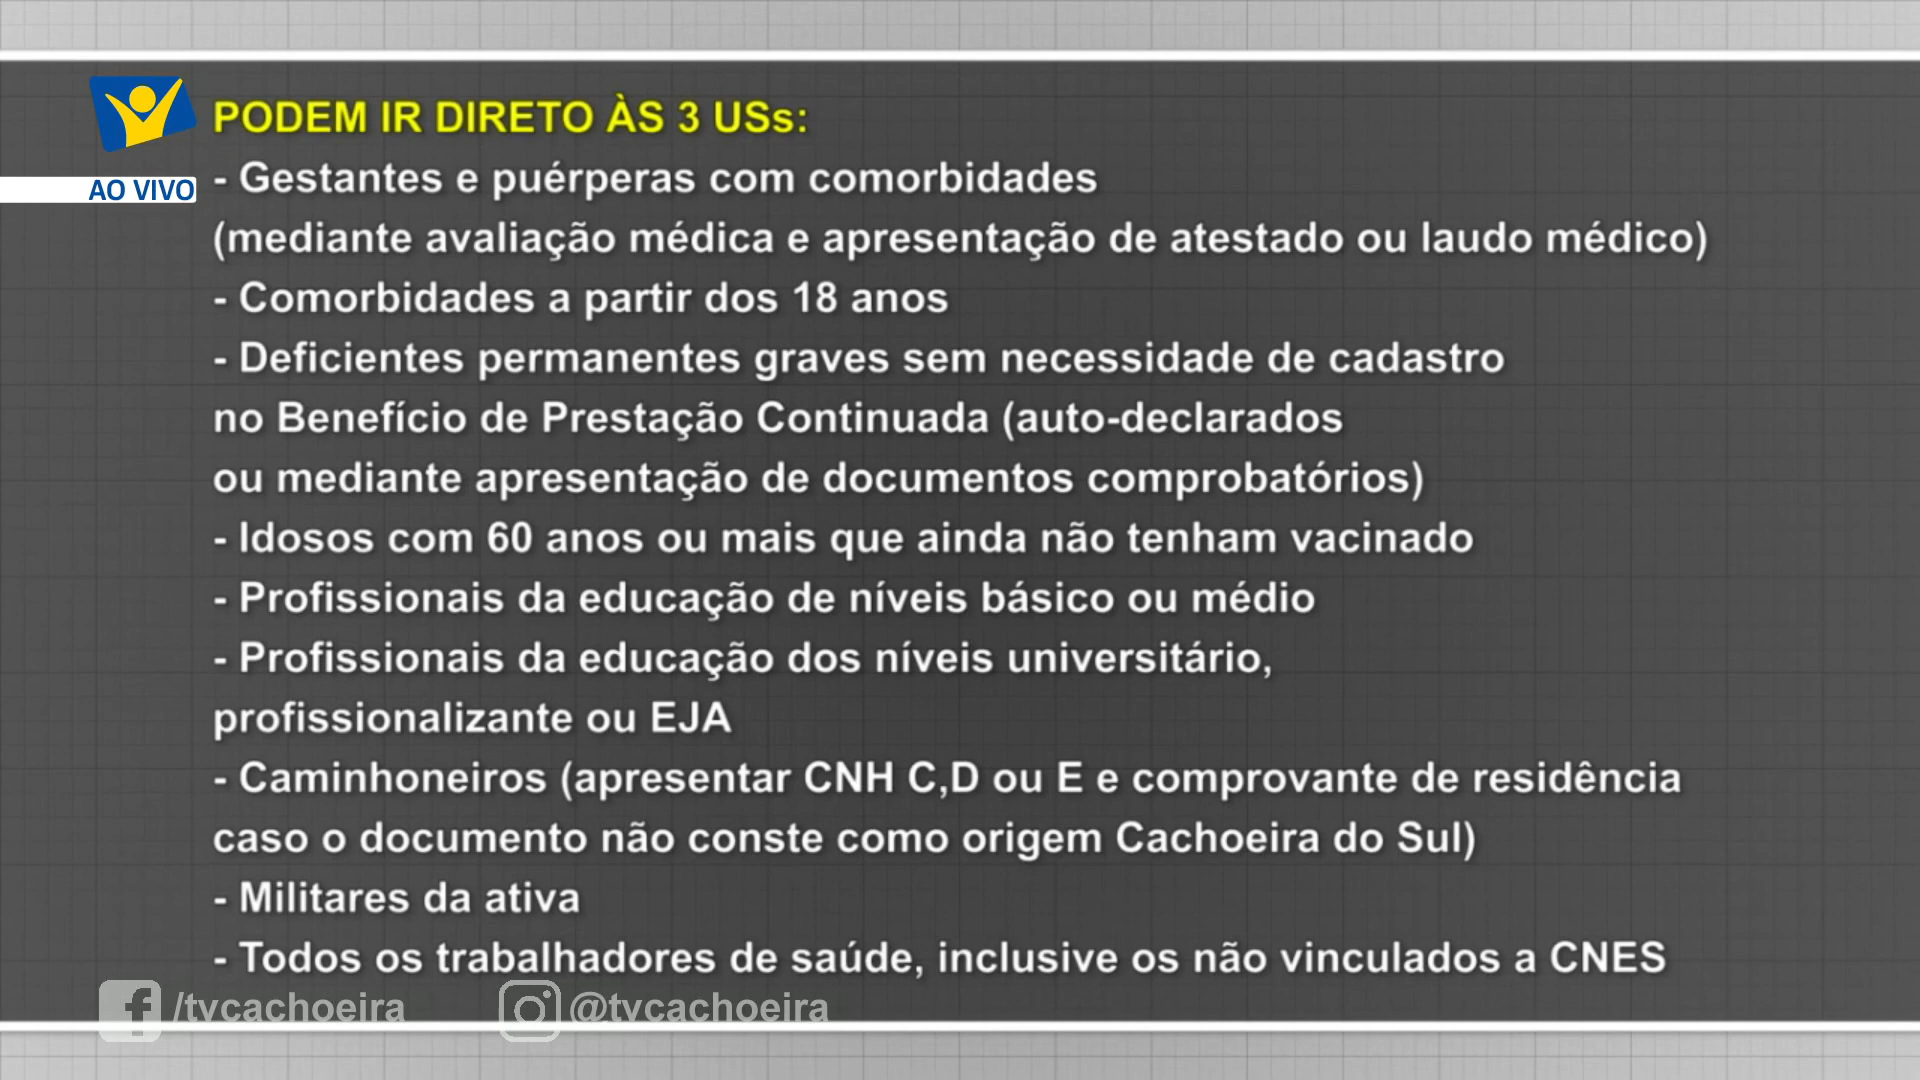 PODEM IR DIRETO ÀS 3 USs:
AO VIVO
- Gestantes e puérperas com comorbidades
(mediante avaliação médica e apresentação de atestado ou laudo médico)
- Comorbidades a partir dos 18 anos
- Deficientes permanentes graves sem necessidade de cadastro
no Benefício de Prestação Continuada (auto-declarados
ou mediante apresentação de documentos comprobatórios)
- Idosos com 60 anos ou mais que ainda não tenham vacinado
- Profissionais da educação de níveis básico ou médio
- Profissionais da educação dos níveis universitário,
profissionalizante ou EJA
- Caminhoneiros (apresentar CNH C,D ou E e comprovante de residência
caso o documento não conste como origem Cachoeira do Sul)
- Militares da ativa
- Todos os trabalhadores de saúde, inclusive os não vinculados a CNES
/tvcachoeira @tvcachoeira